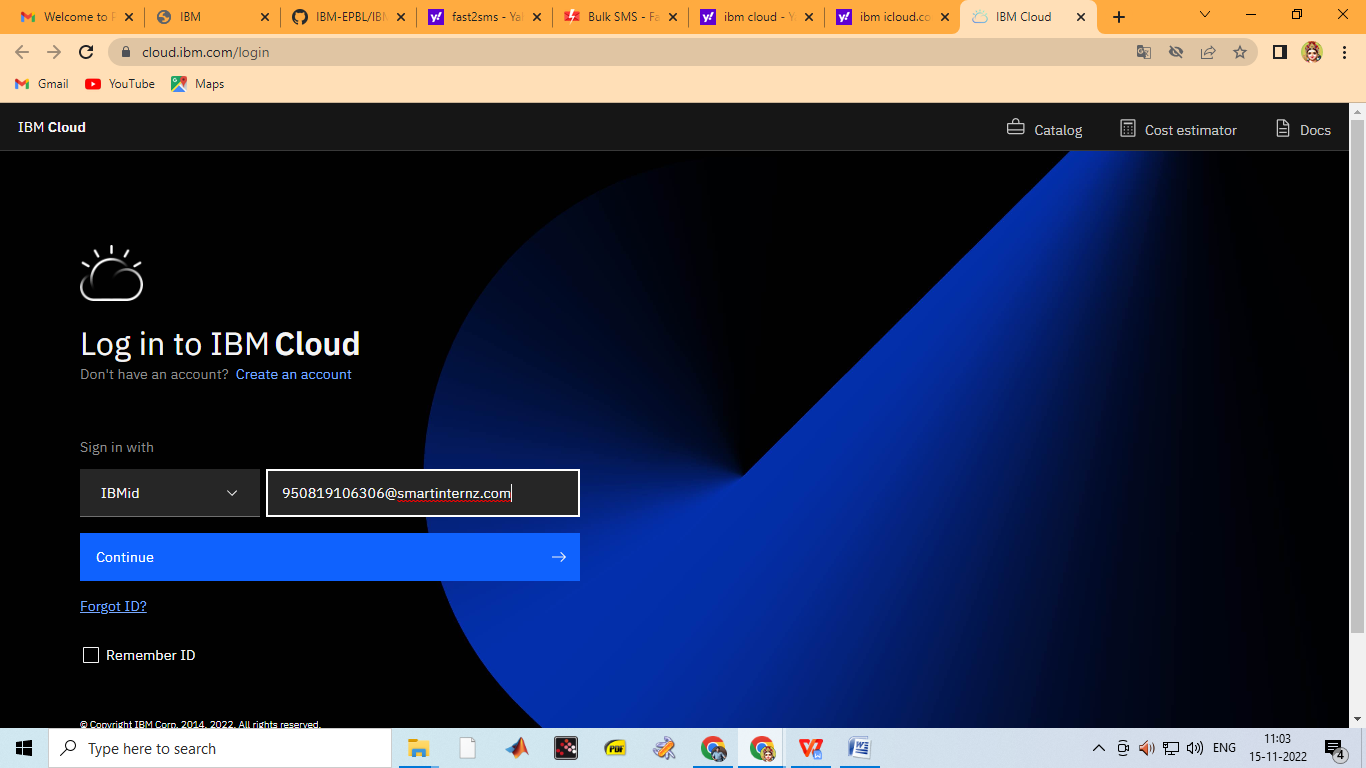 Welcome to P
IBM
IBM-EPBL/IBM
fast2sms - Yah
Bulk SMS - Fa
ibm cloud - Y
ibm icloud.co
IBM Cloud
cloud.ibm.com/login
Gmail
YouTube
Maps
IBM Cloud
Catalog
Cost estimator
Docs
Log in to IBM Cloud
Don't have an account? Create an account
Sign in with
IBMid
950819106306@smartinternz.com
Continue
Forgot ID?
Remember ID
© Copyright IBM Corp. 2014, 2022. All rights reserved.
Type here to search
PDF
W
ENG
11:03
15-11-2022
4